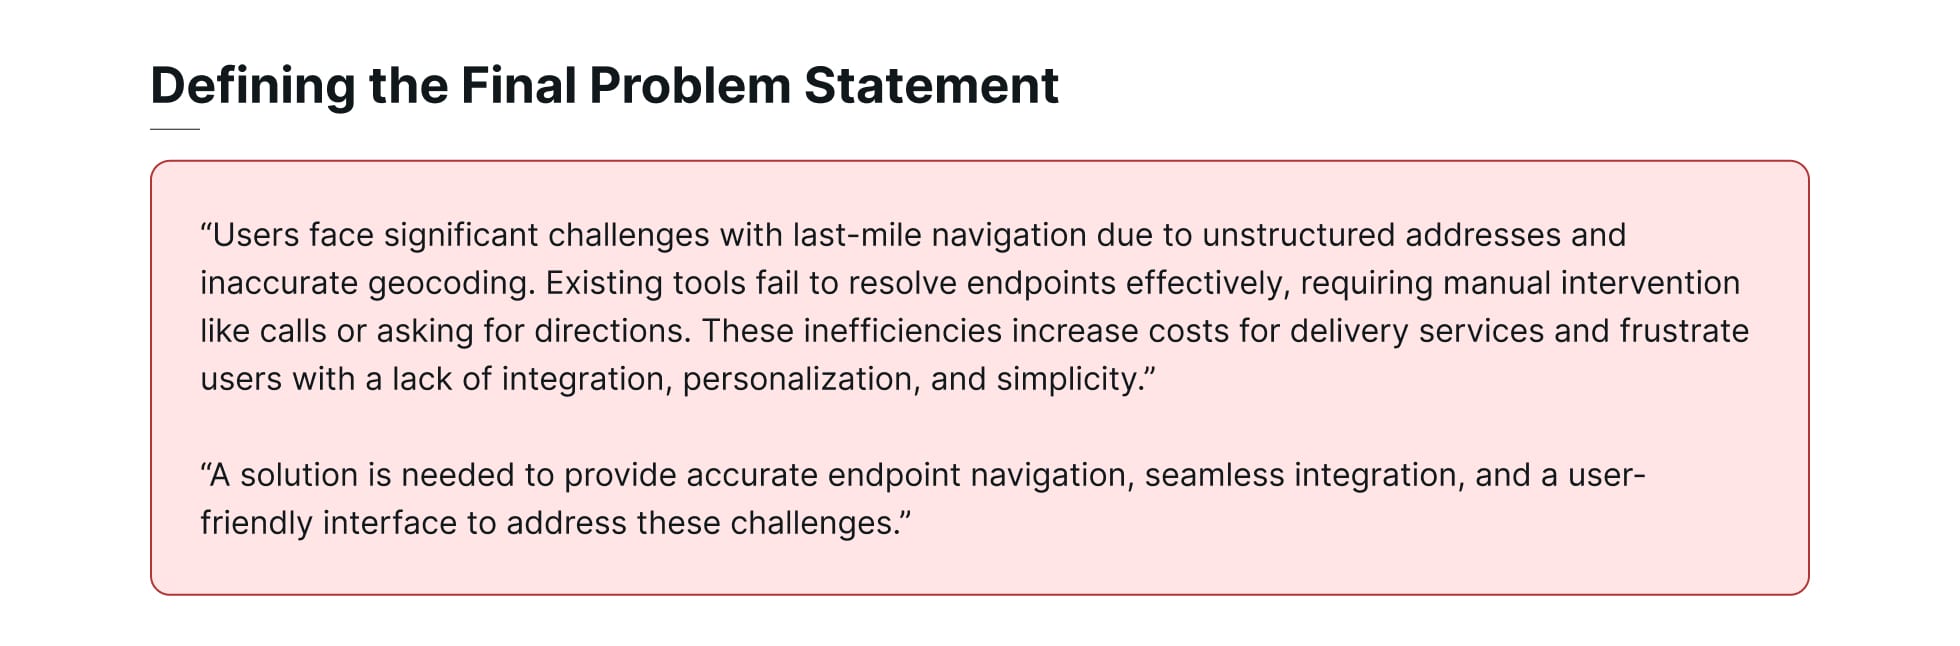 Defining the Final Problem Statement
“Users face significant challenges with last-mile navigation due to unstructured addresses and
inaccurate geocoding. Existing tools fail to resolve endpoints effectively, requiring manual intervention
like calls or asking for directions. These inefficiencies increase costs for delivery services and frustrate
users with a lack of integration, personalization, and simplicity.”
“A solution is needed to provide accurate endpoint navigation, seamless integration, and a user-
friendly interface to address these challenges.”